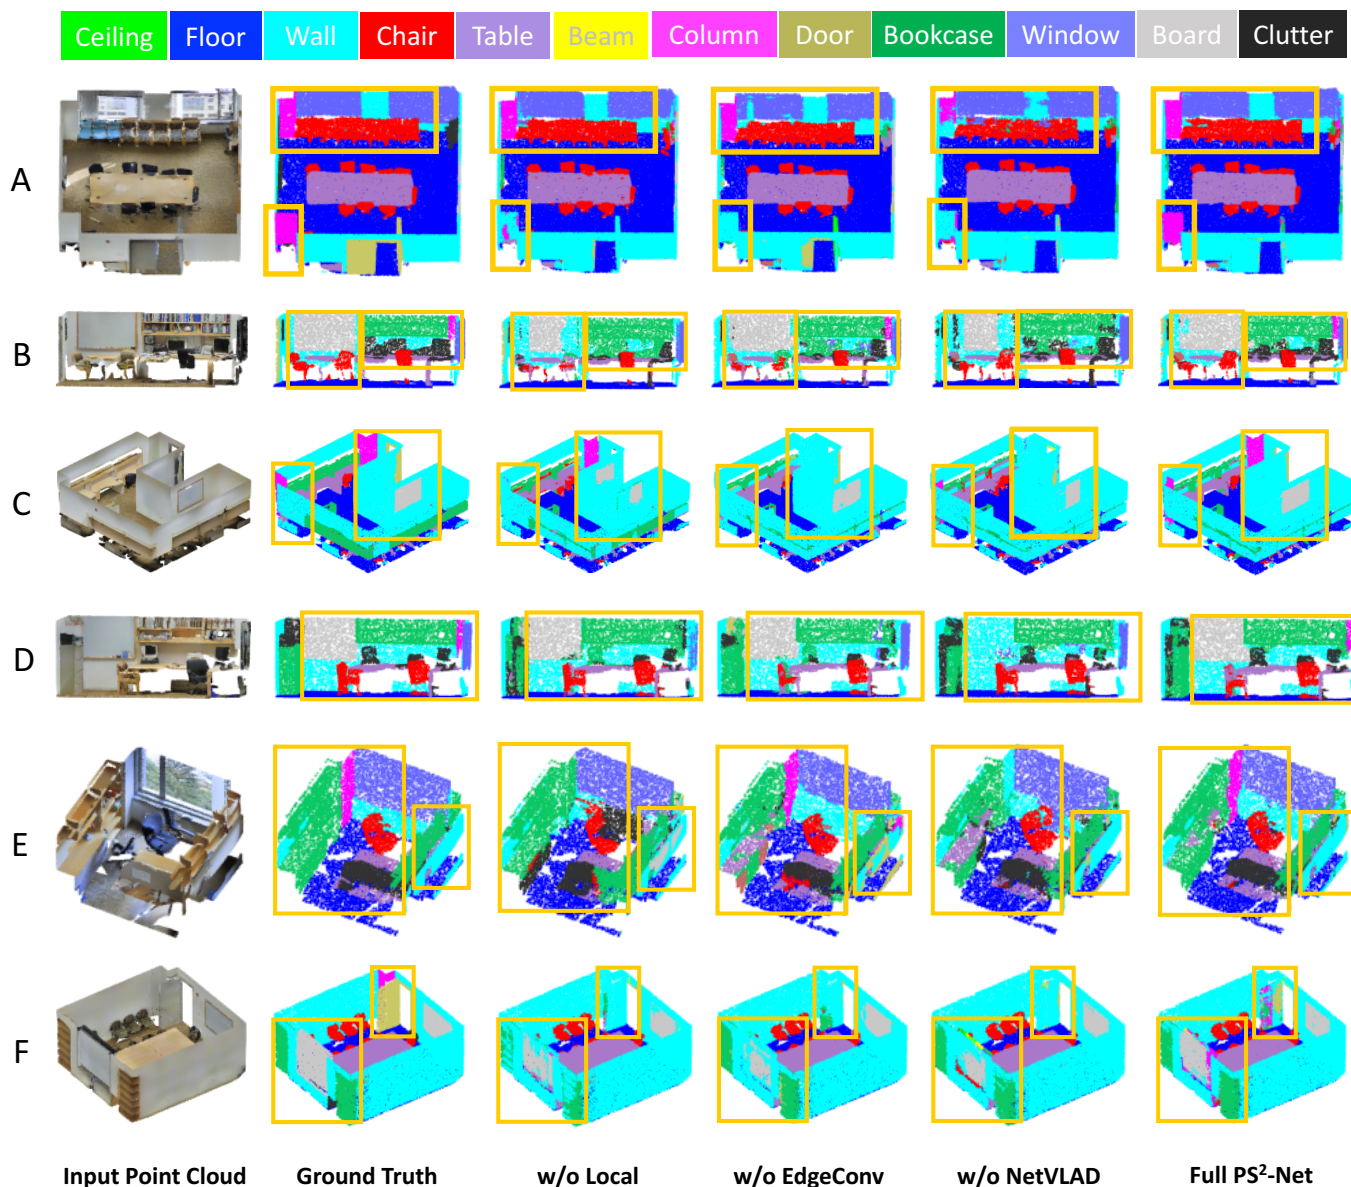 Ceiling Floor Wall Chair Table Beam Column Door Bookcase Window Board Clutter
A
B
C
D
E
F
Input Point Cloud Ground Truth w/o Local w/o EdgeConv w/o NetVLAD Full PS²-Net